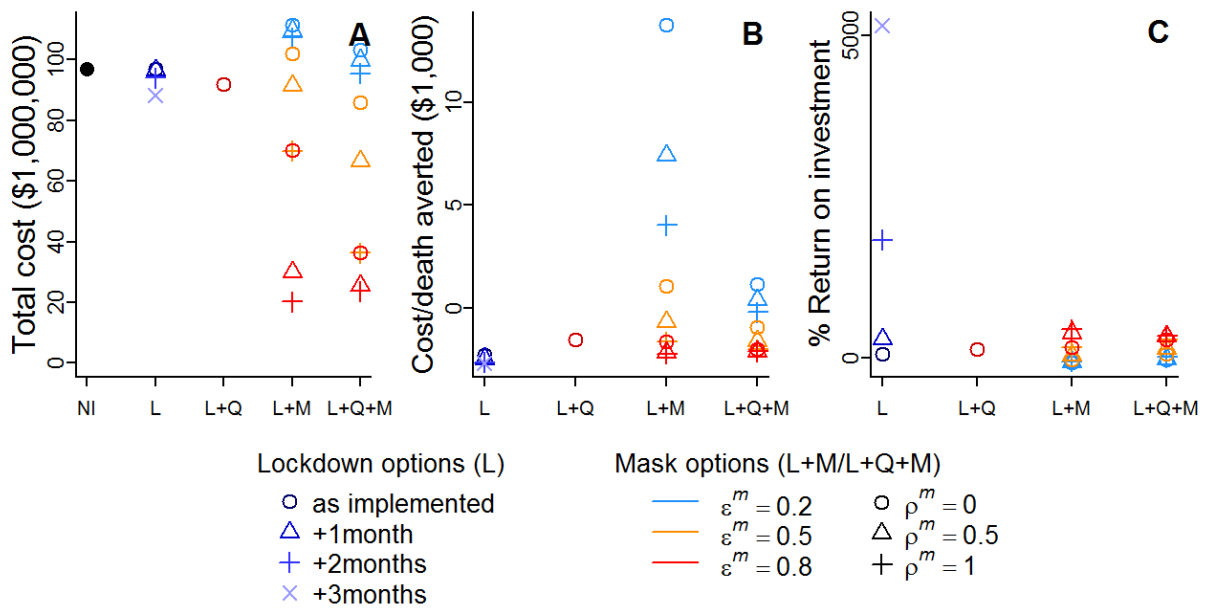 A
B
C
Total cost ($1,000,000)
0
20
40
60
80
100
NI
L
L+Q
L+M
L+Q+M
Cost/death averted ($1,000)
0
5
10
L
L+Q
L+M
L+Q+M
% Return on investment
0
5000
L
L+Q
L+M
L+Q+M
Lockdown options (L)
as implemented
+1month
+2months
+3months
Mask options (L+M/L+Q+M)
εᵐ = 0.2
εᵐ = 0.5
εᵐ = 0.8
ρᵐ = 0
ρᵐ = 0.5
ρᵐ = 1